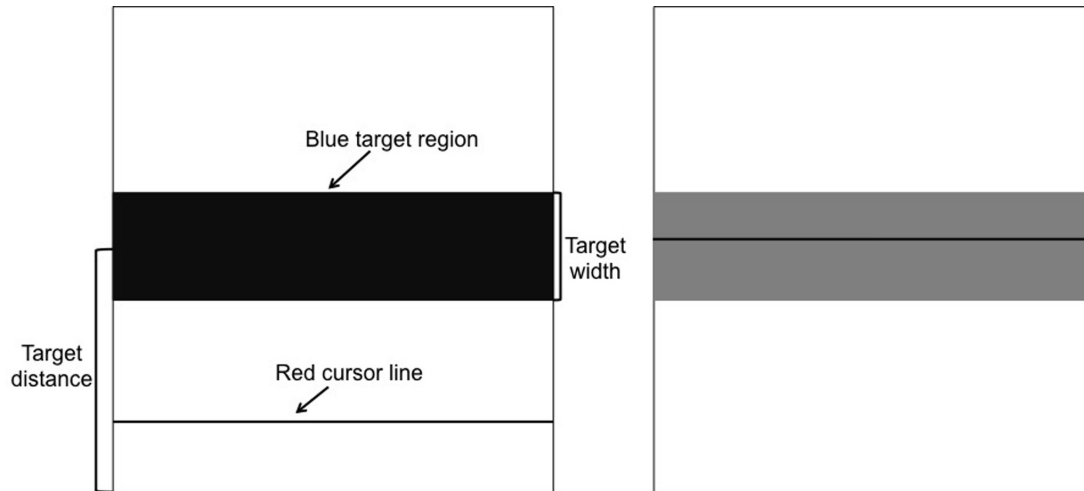 Blue target region
Target
width
Target
distance
Red cursor line